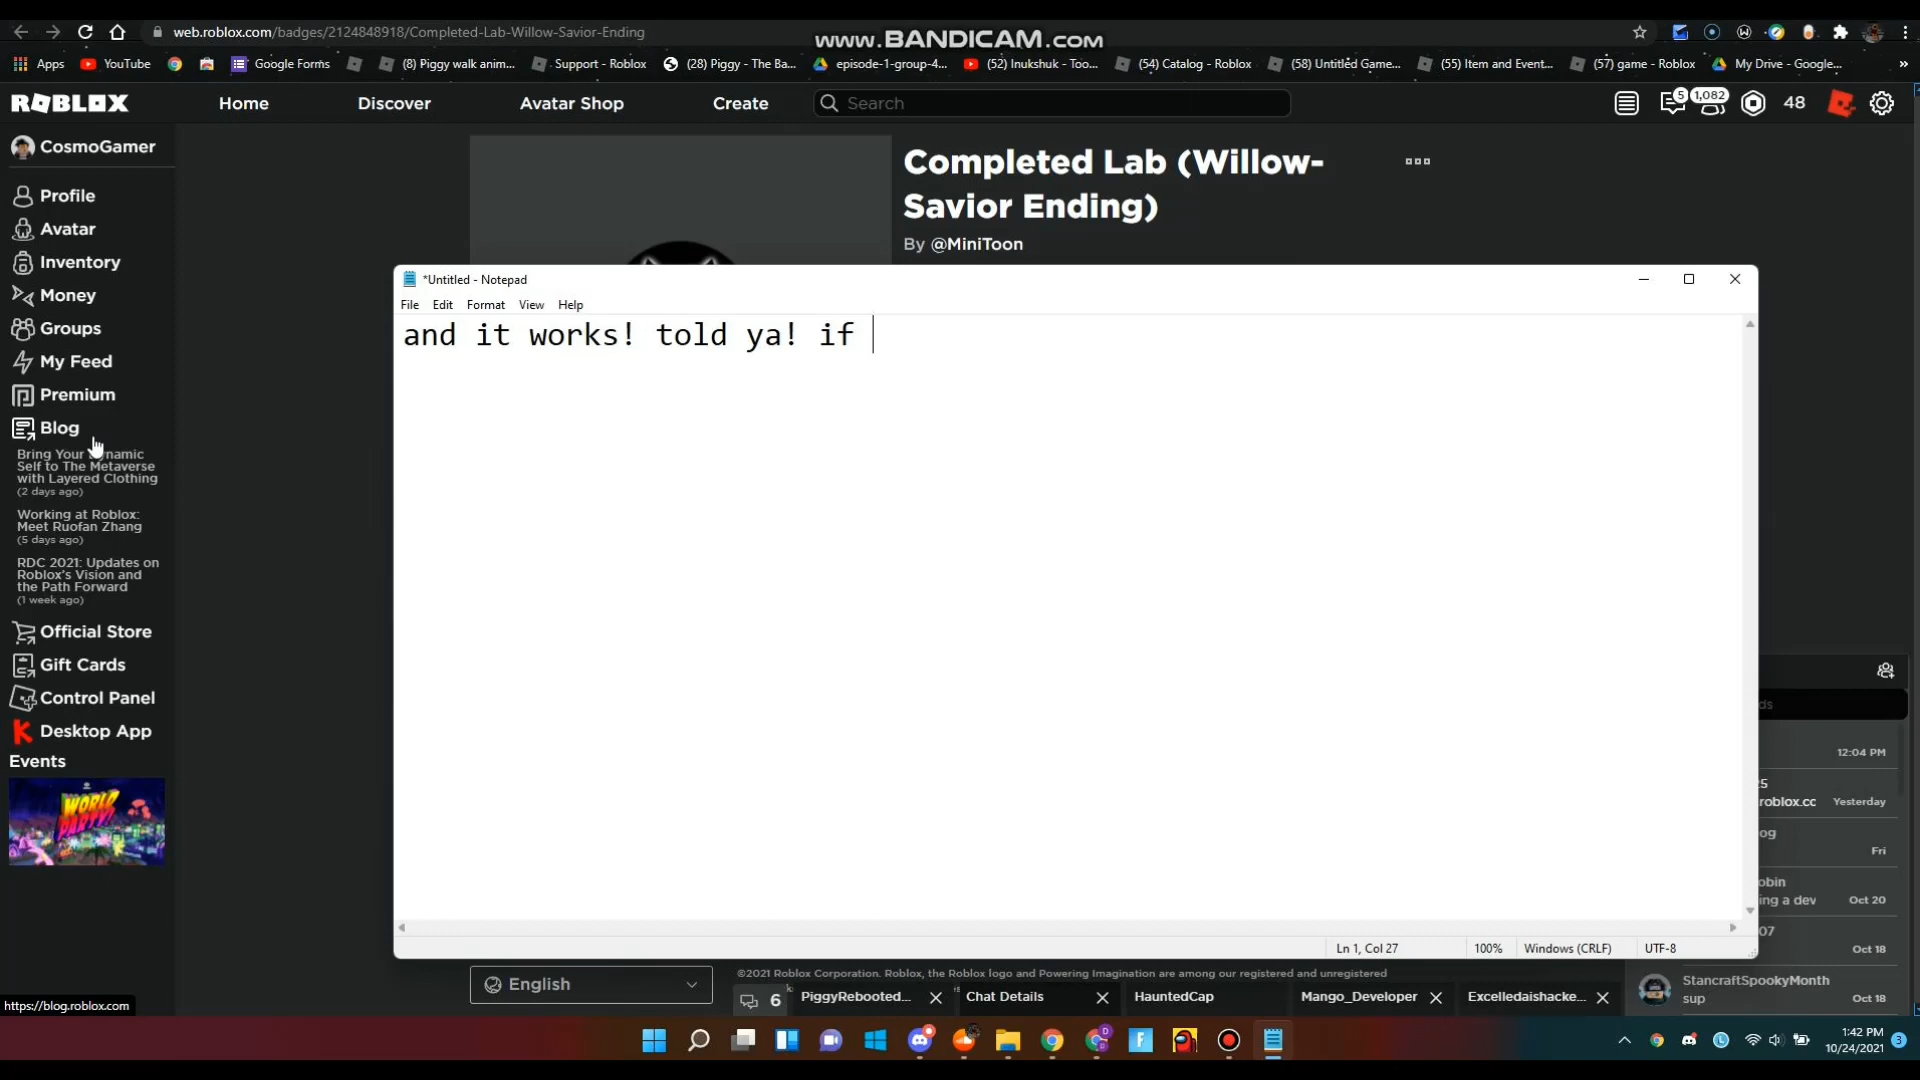 web.roblox.com/badges/2124848918/Completed-Lab-Willow-Savior-Ending
www.BANDICAM.com
Apps YouTube Google Forms (8) Piggy walk anim... Support - Roblox (28) Piggy - The Ba... episode-1-group-4... (52) Inukshuk - Too... (54) Catalog - Roblox (58) Untitled Game... (55) Item and Event... (57) game - Roblox My Drive - Google... »
ROBLOX Home Discover Avatar Shop Create Search 5 1,082 48
CosmoGamer
Profile
Avatar
Inventory
Money
Groups
My Feed
Premium
Blog
Bring Your Dynamic
Self to The Metaverse
with Layered Clothing
(2 days ago)
Working at Roblox:
Meet Ruofan Zhang
(5 days ago)
RDC 2021: Updates on
Roblox's Vision and
the Path Forward
(1 week ago)
Official Store
Gift Cards
Control Panel
Desktop App
Events
WORLD
PARTY!
https://blog.roblox.com
Completed Lab (Willow-
Savior Ending)
By @MiniToon
*Untitled - Notepad
File Edit Format View Help
and it works! told ya! if
Ln 1, Col 27 100% Windows (CRLF) UTF-8
ds
12:04 PM
roblox.cc Yesterday
og
Fri
obin
ing a dev Oct 20
07
Oct 18
StancraftSpookyMonth
sup Oct 18
English
©2021 Roblox Corporation. Roblox, the Roblox logo and Powering Imagination are among our registered and unregistered
6 PiggyRebooted... Chat Details HauntedCap Mango_Developer Excelledaishacke...
1:42 PM
10/24/2021
3